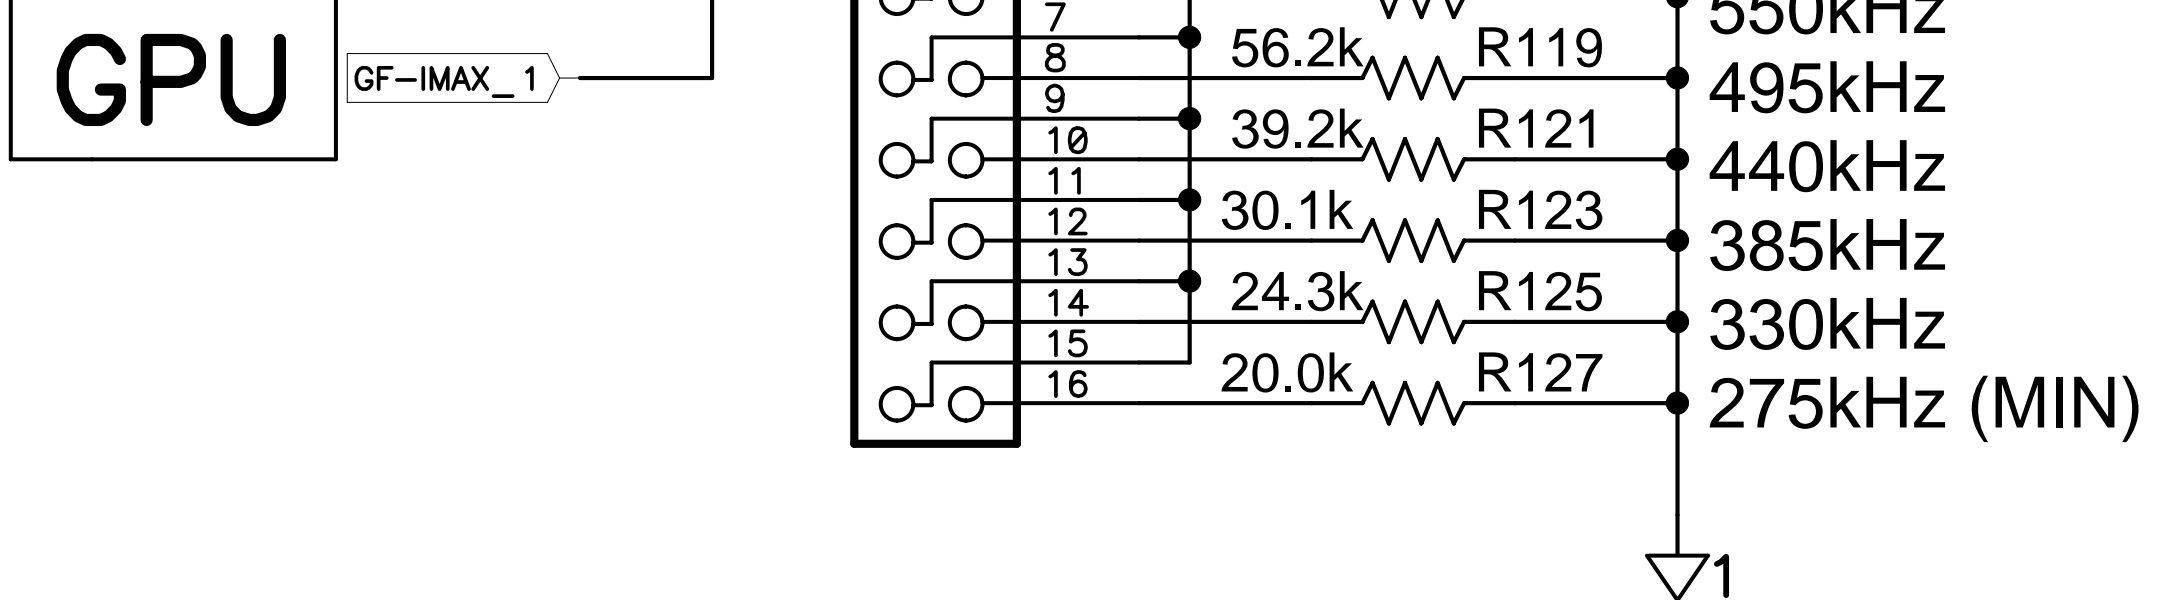 GPU
GF-IMAX_1
7
550kHz
8
56.2k R119
495kHz
9
10
39.2k R121
440kHz
11
12
30.1k R123
385kHz
13
14
24.3k R125
330kHz
15
16
20.0k R127
275kHz (MIN)
1